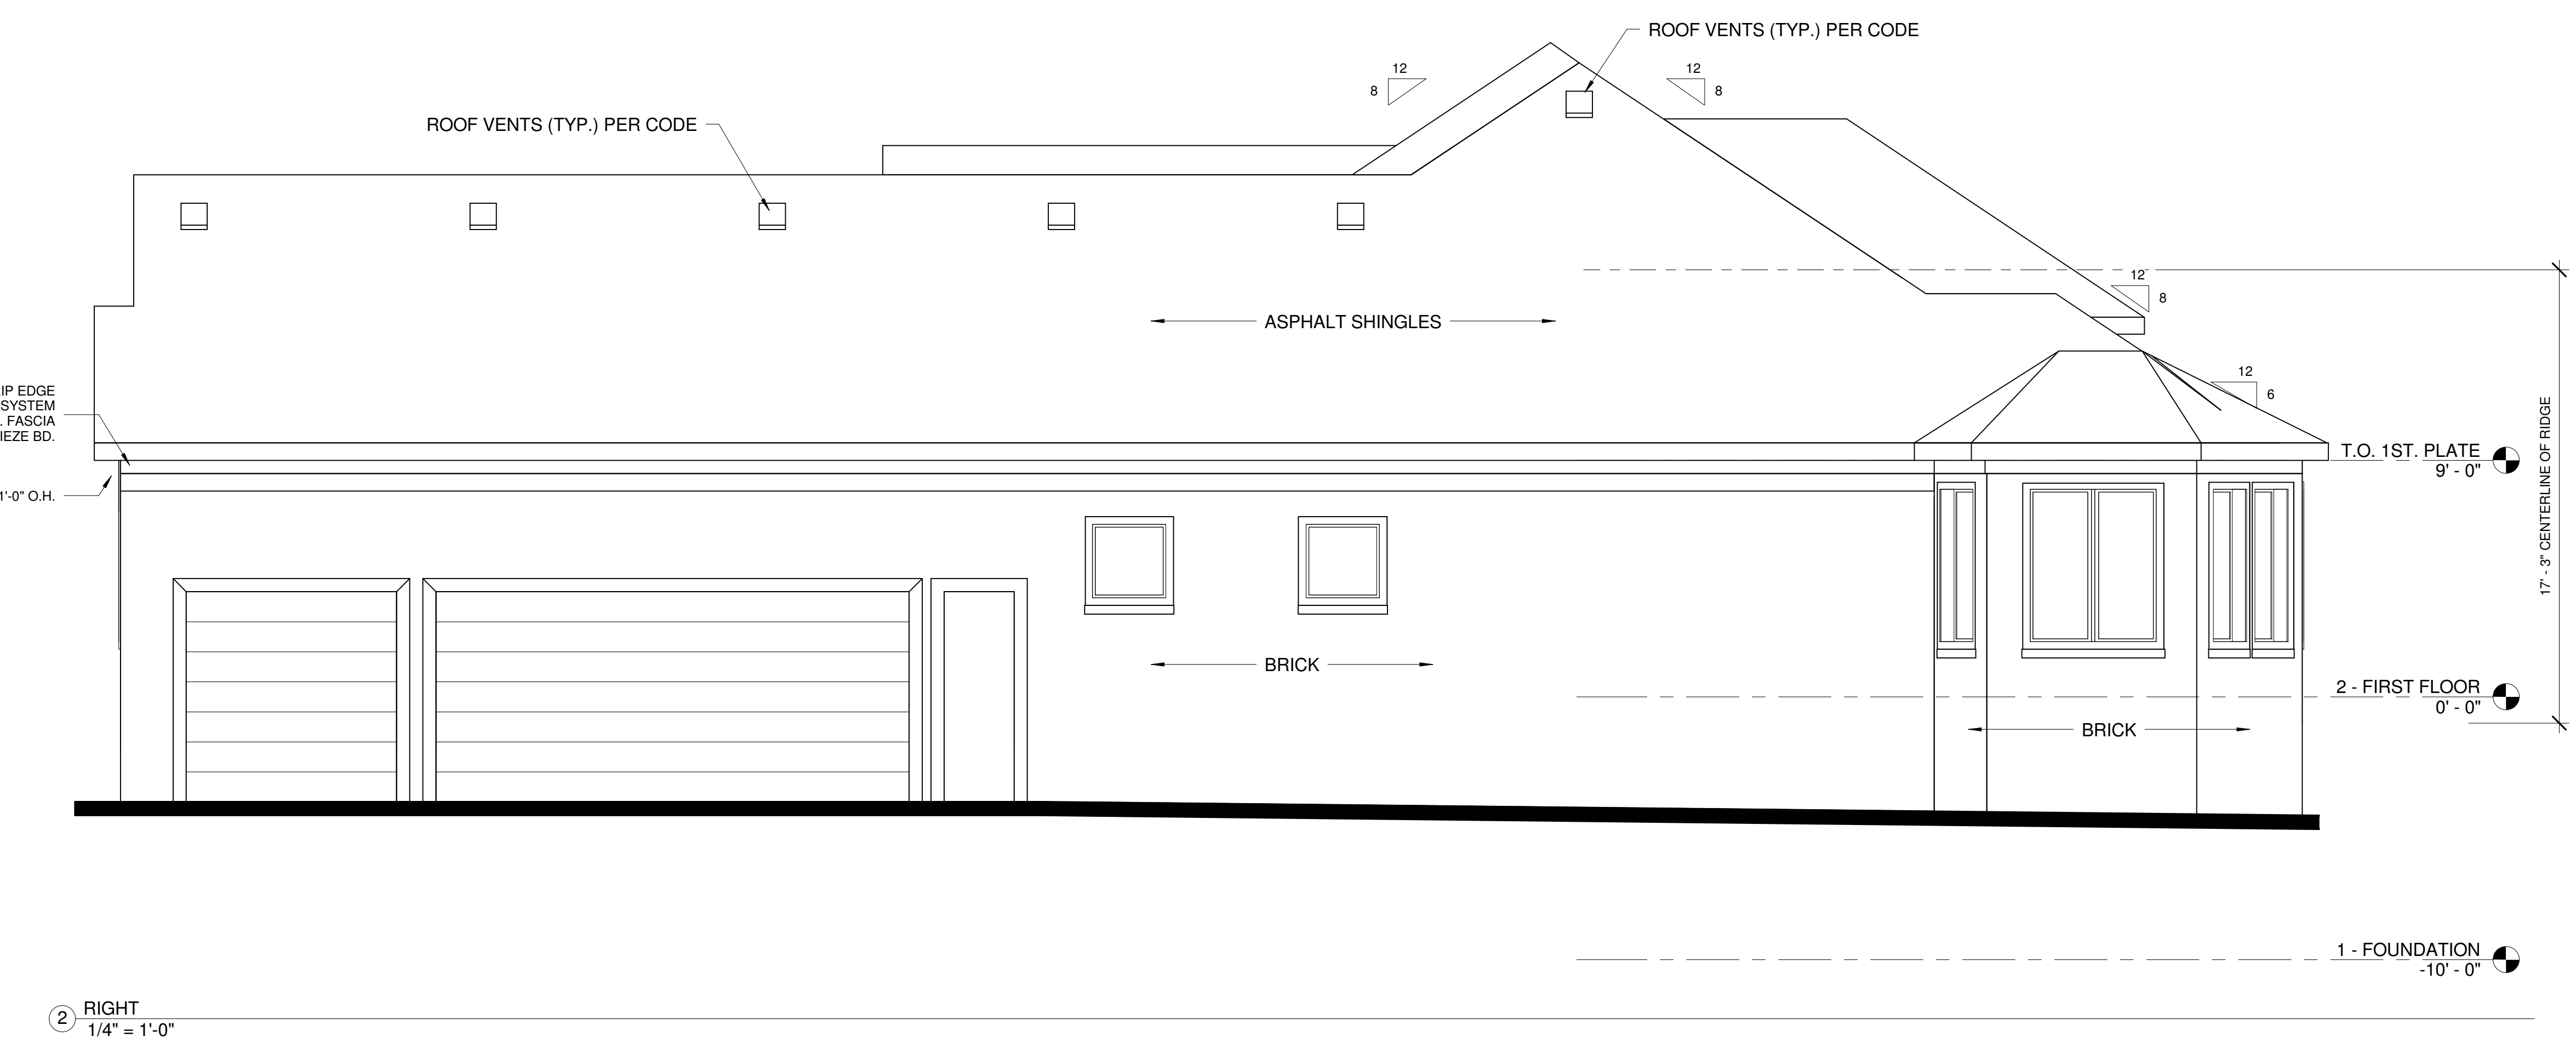 ROOF VENTS (TYP.) PER CODE
12
8
12
8
ROOF VENTS (TYP.) PER CODE
12
8
ASPHALT SHINGLES
12
6
EDGE
SYSTEM
FASCIA
BD.
1'-0" O.H.
T.O. 1ST. PLATE
9' - 0"
17' - 3" CENTERLINE OF RIDGE
BRICK
2 - FIRST FLOOR
0' - 0"
BRICK
1 - FOUNDATION
-10' - 0"
2
RIGHT
1/4" = 1'-0"